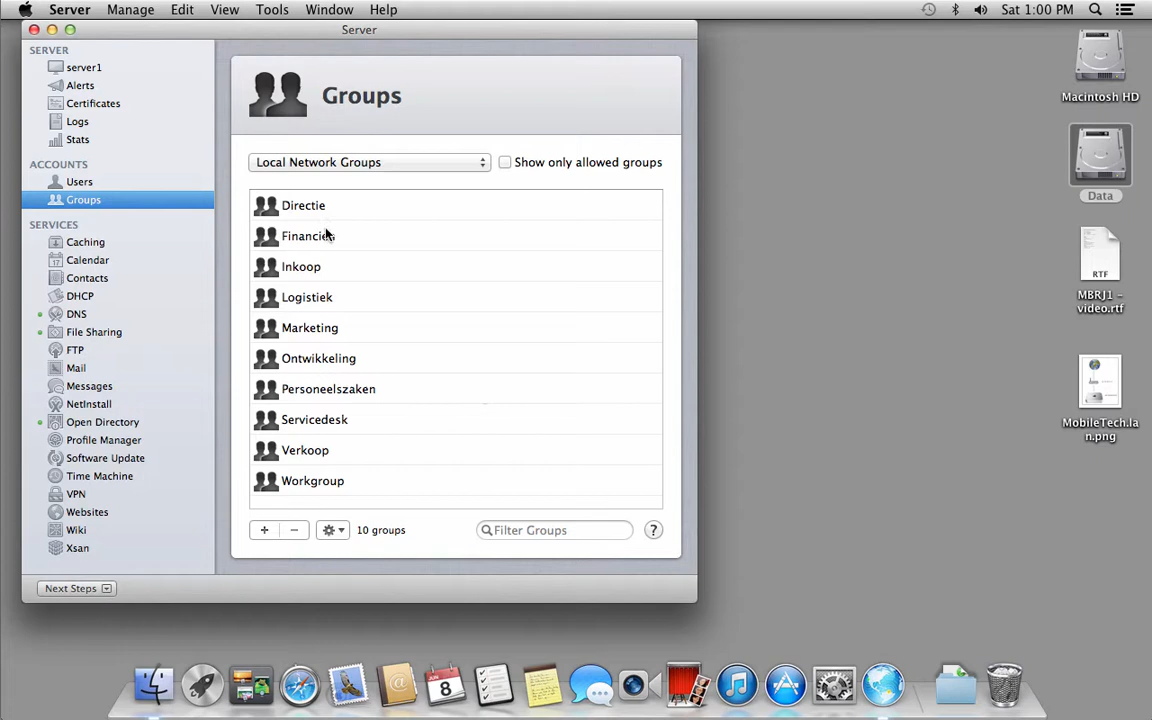 Server Manage Edit View Tools Window Help Sat 1:00 PM
Server
SERVER
server1
Alerts
Certificates
Logs
Stats
ACCOUNTS
Users
Groups
SERVICES
Caching
17 Calendar
Contacts
DHCP
DNS
File Sharing
FTP
Mail
Messages
NetInstall
Open Directory
Profile Manager
Software Update
Time Machine
VPN
Websites
Wiki
Xsan
Next Steps
Groups
Local Network Groups
Show only allowed groups
Directie
Inkoop
Logistiek
Marketing
Ontwikkeling
Personeelszaken
Servicedesk
Verkoop
Workgroup
+ −
10 groups
Filter Groups
?
Macintosh HD
Data
RTF
MBRJ1 –
video.rtf
MobileTech.la
n.png
8